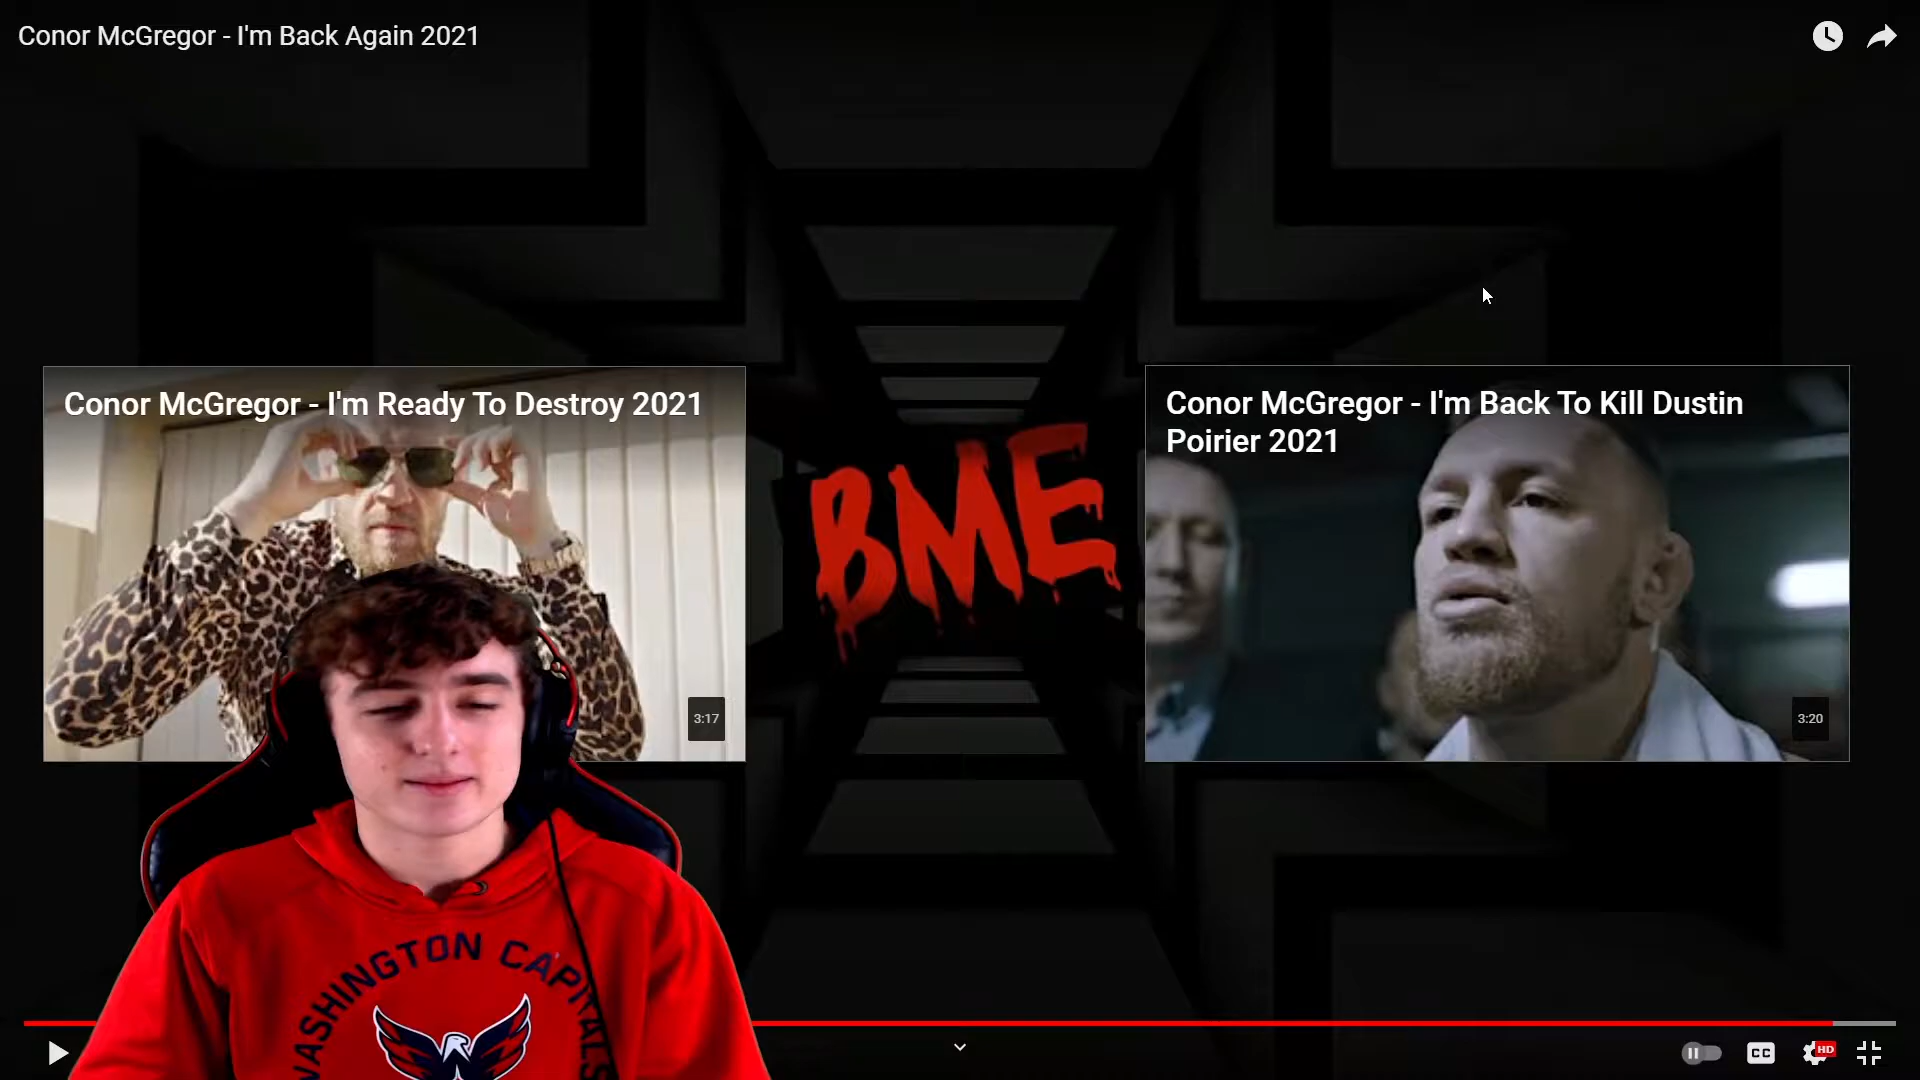 Conor McGregor - I'm Back Again 2021
Conor McGregor - I'm Ready To Destroy 2021
3:17
BME
Conor McGregor - I'm Back To Kill Dustin
Poirier 2021
3:20
WASHINGTON CAPITALS
CC
HD